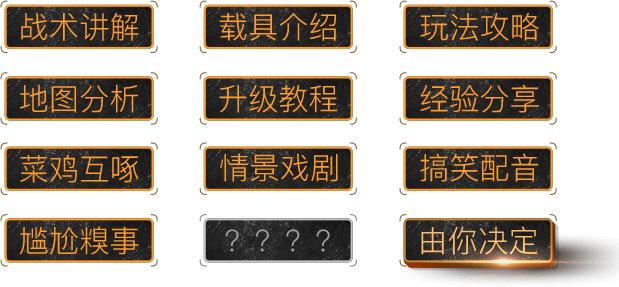 战术讲解 载具介绍 玩法攻略
地图分析 升级教程 经验分享
菜鸡互啄 情景戏剧 搞笑配音
尴尬糗事 ？？？？ 由你决定